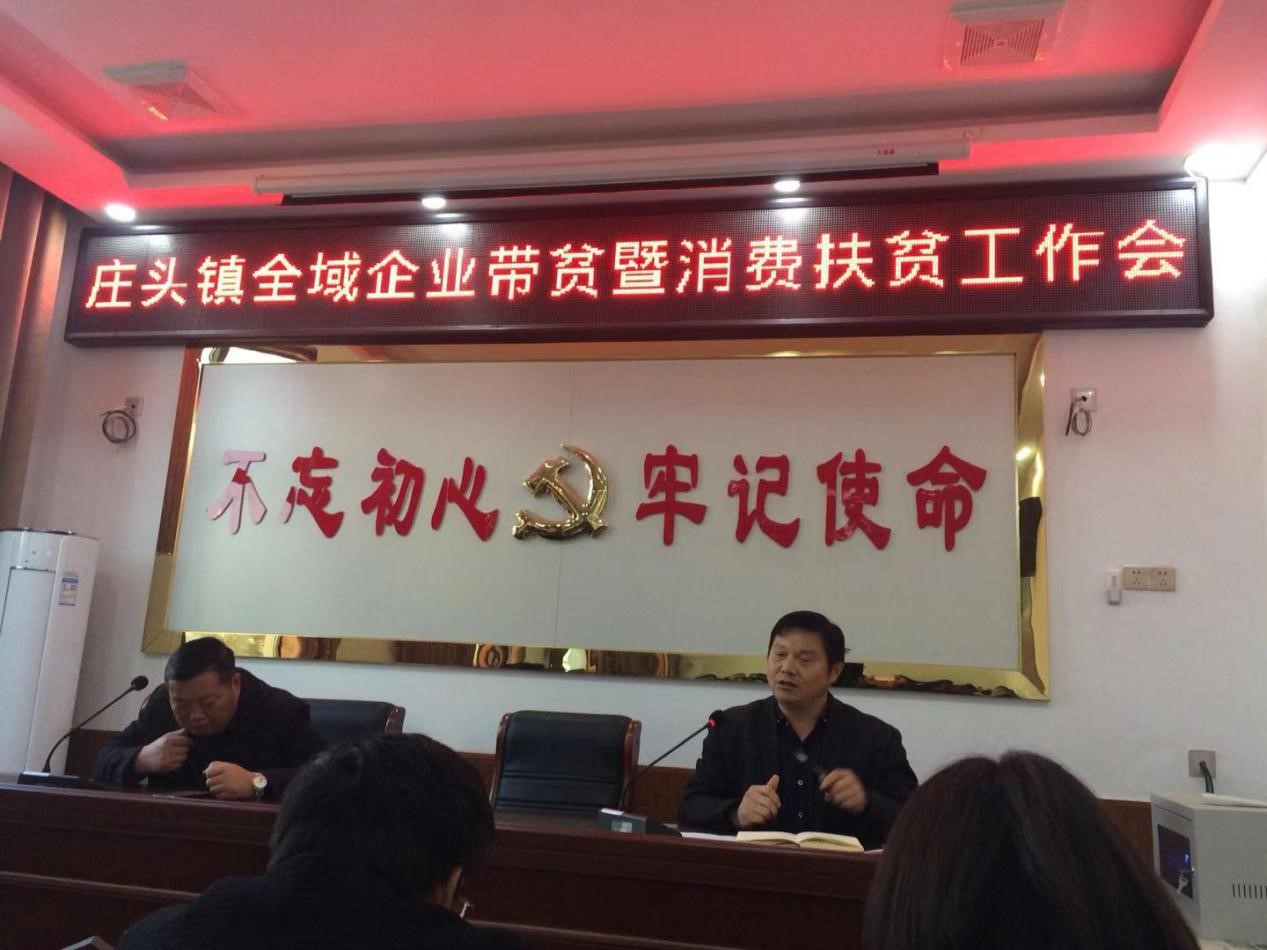 庄头镇全域企业带贫暨消费扶贫工作会
不忘初心 牢记使命